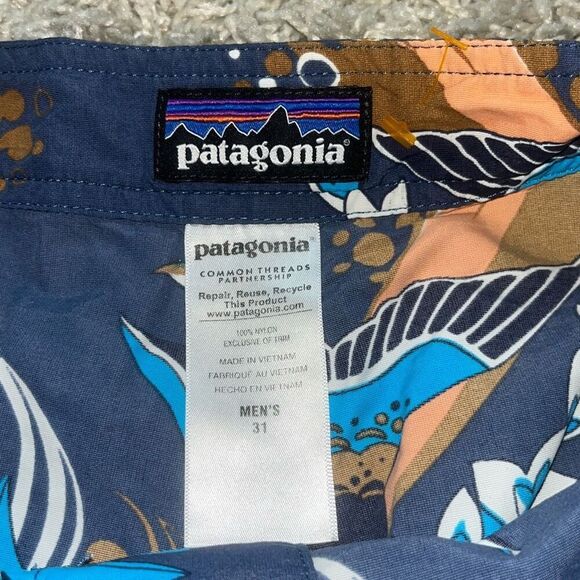 patagonia®
patagonia®
COMMON THREADS
PARTNERSHIP
Repair, Reuse, Recycle
This Product
www.patagonia.com
100% NYLON
EXCLUSIVE OF TRIM
MADE IN VIETNAM
FABRIQUÉ AU VIETNAM
HECHO EN VIETNAM
MEN'S
31